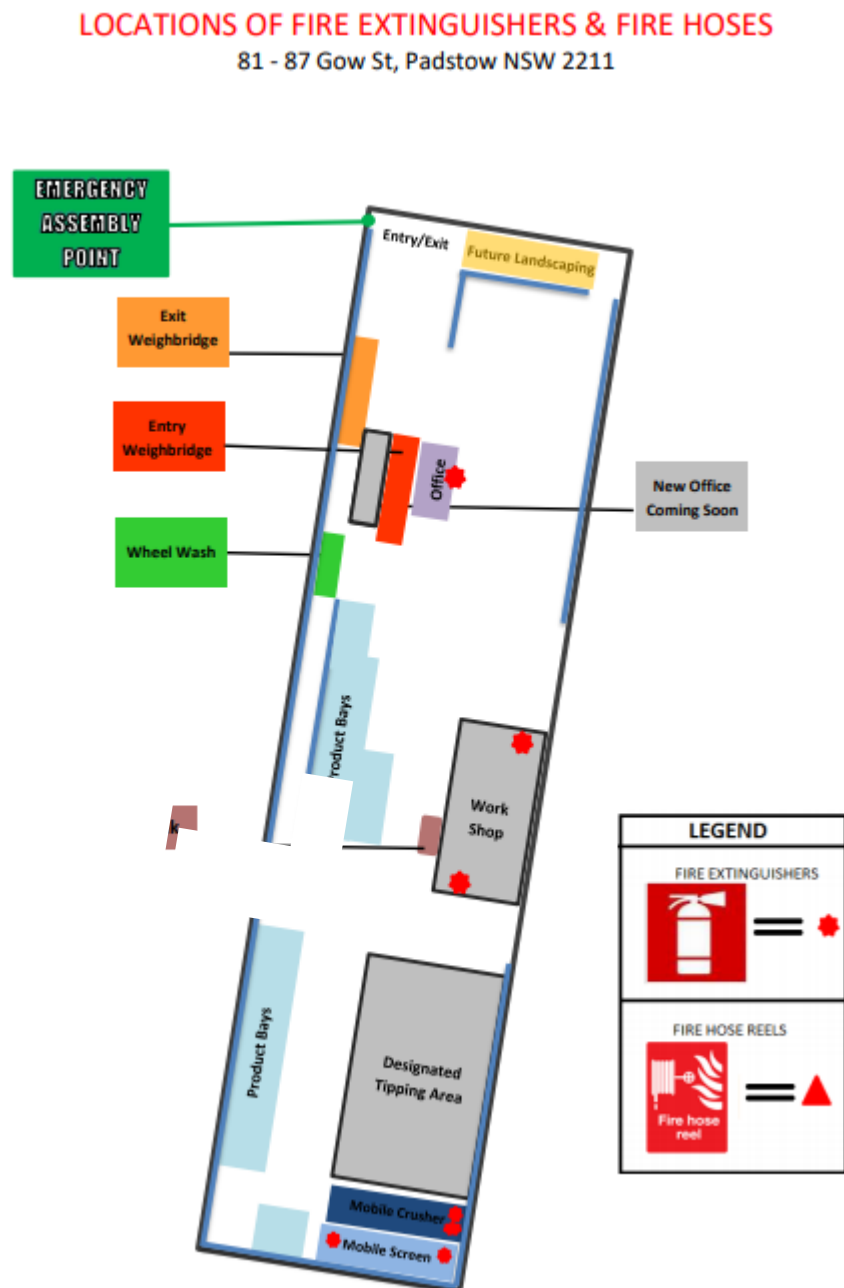 LOCATIONS OF FIRE EXTINGUISHERS & FIRE HOSES
81 - 87 Gow St, Padstow NSW 2211
EMERGENCY
ASSEMBLY
POINT
Entry/Exit
Future Landscaping
Exit
Weighbridge
Entry
Weighbridge
Office
New Office
Coming Soon
Wheel Wash
roduct Bays
Work
Shop
k
LEGEND
FIRE EXTINGUISHERS
FIRE HOSE REELS
Fire hose
reel
Product Bays
Designated
Tipping Area
Mobile Crusher
Mobile Screen